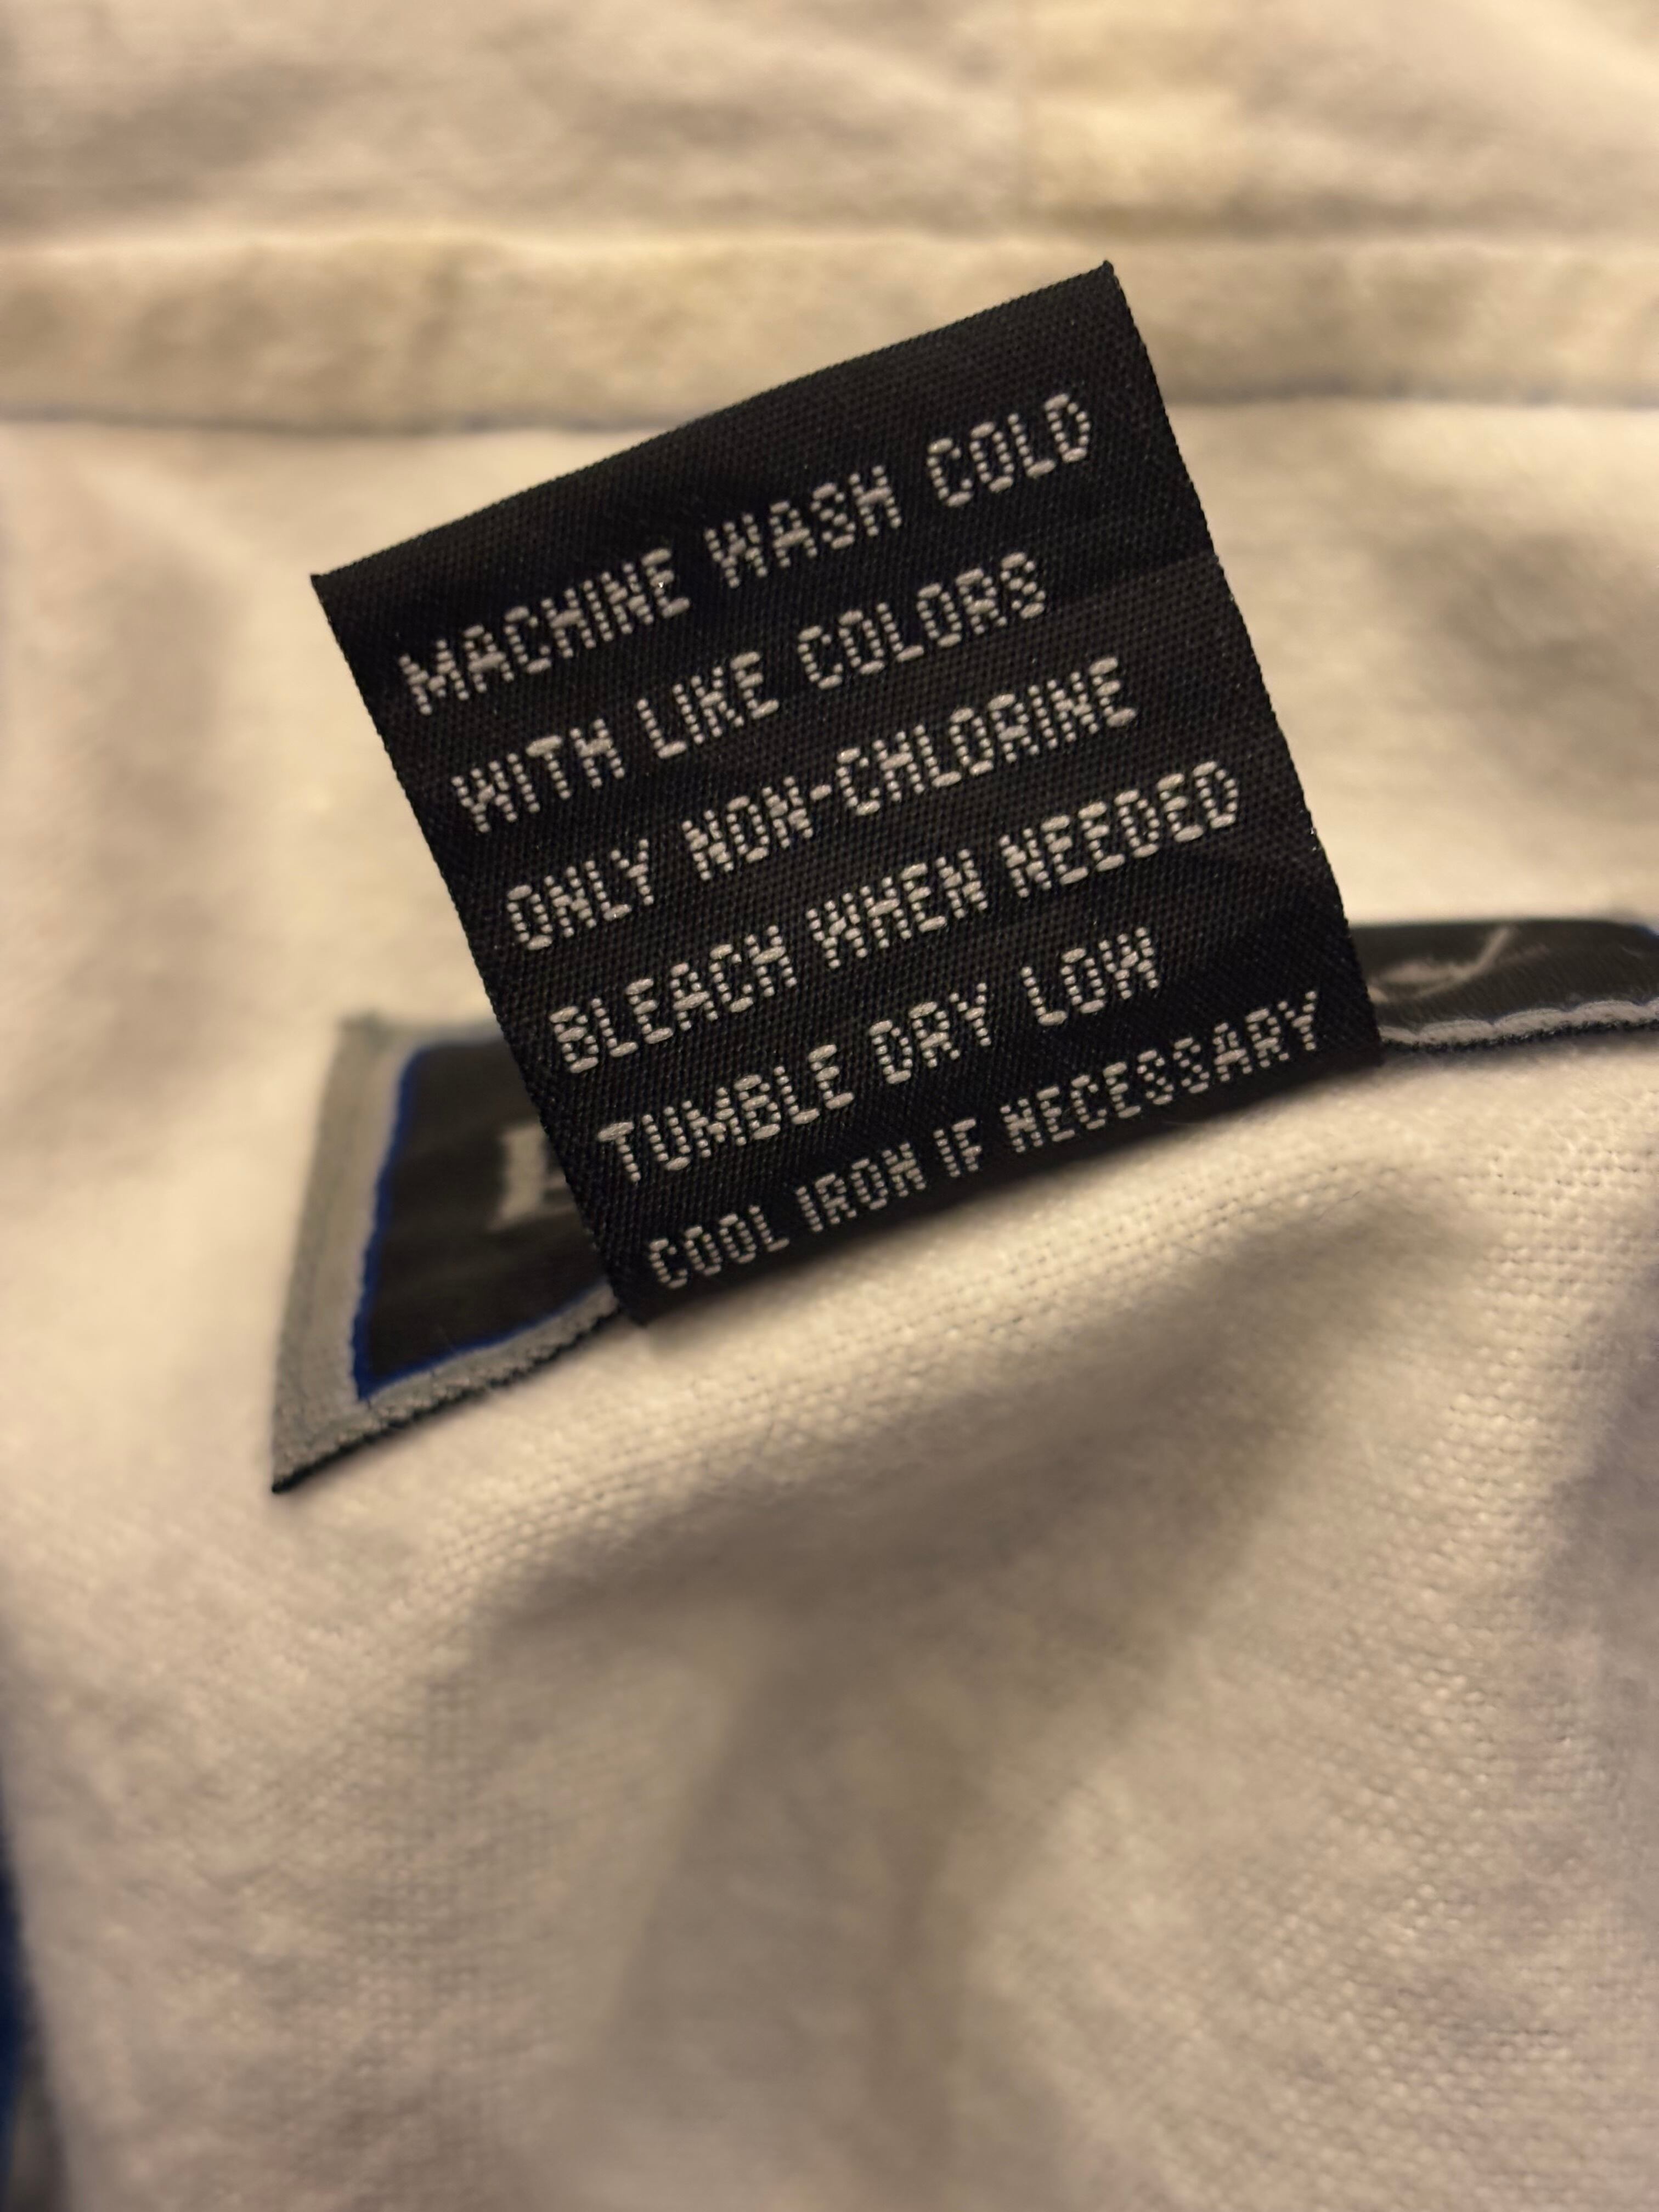 MACHINE WASH COLD
WITH LIKE COLORS
ONLY NON-CHLORINE
BLEACH WHEN NEEDED
TUMBLE DRY LOW
COOL IRON IF NECESSARY